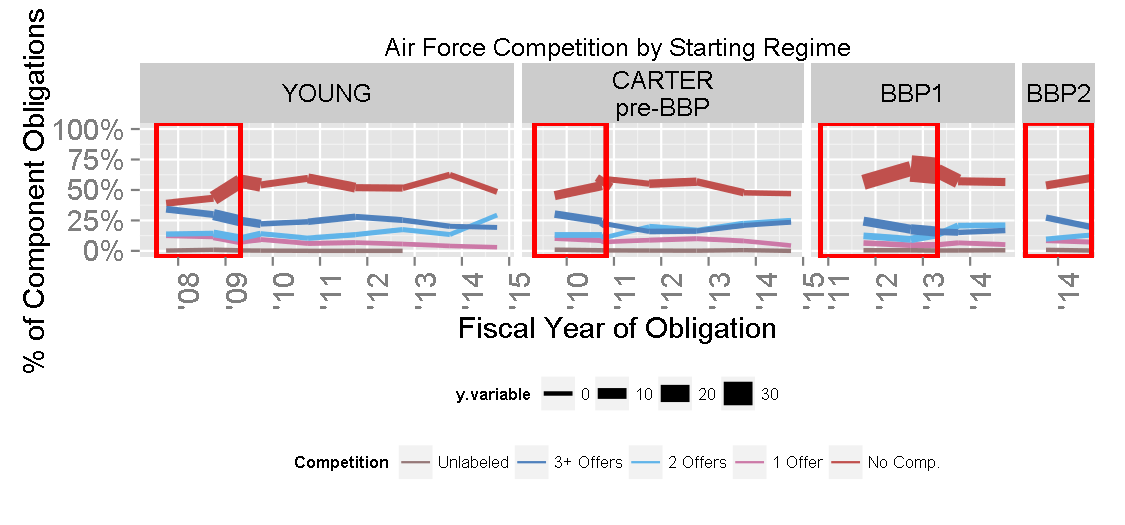 Air Force Competition by Starting Regime
YOUNG
CARTER
pre-BBP
BBP1
BBP2
% of Component Obligations
100%
75%
50%
25%
0%
'08
'09
'10
'11
'12
'13
'14
'15
'10
'11
'12
'13
'14
'15
'11
'12
'13
'14
'14
Fiscal Year of Obligation
y.variable 0 10 20 30
Competition Unlabeled 3+ Offers 2 Offers 1 Offer No Comp.